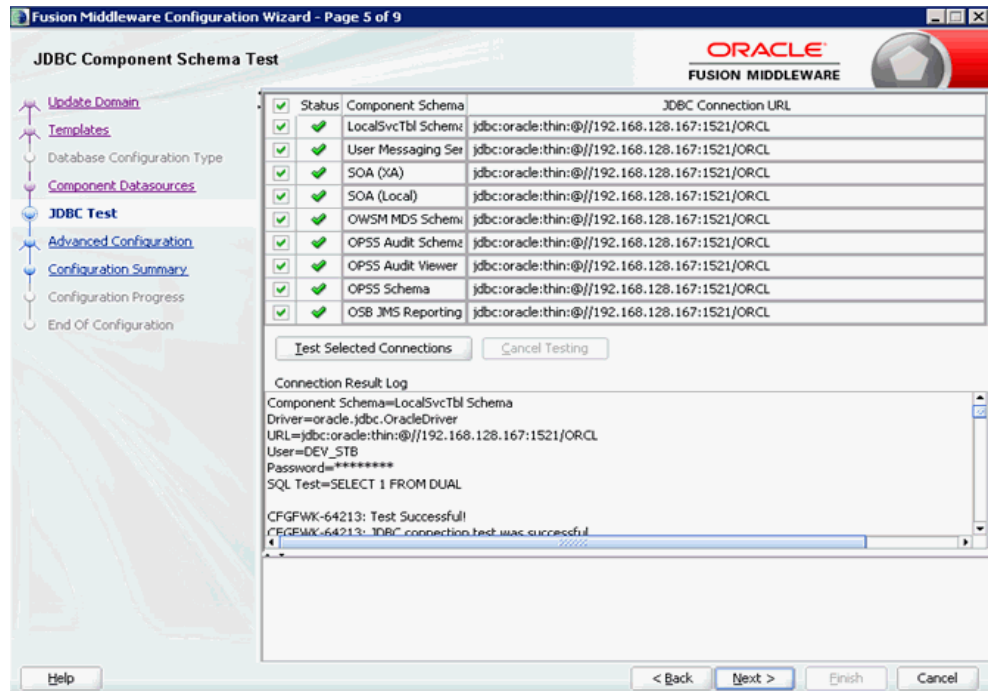 Fusion Middleware Configuration Wizard - Page 5 of 9
JDBC Component Schema Test
ORACLE
FUSION MIDDLEWARE
Update Domain
Templates
Database Configuration Type
Component Datasources
JDBC Test
Advanced Configuration
Configuration Summary
Configuration Progress
End Of Configuration
Status Component Schema JDBC Connection URL
LocalSvcTbl Schema jdbc:oracle:thin:@//192.168.128.167:1521/ORCL
User Messaging Ser jdbc:oracle:thin:@//192.168.128.167:1521/ORCL
SOA (XA) jdbc:oracle:thin:@//192.168.128.167:1521/ORCL
SOA (Local) jdbc:oracle:thin:@//192.168.128.167:1521/ORCL
OWSM MDS Schema jdbc:oracle:thin:@//192.168.128.167:1521/ORCL
OPSS Audit Schema jdbc:oracle:thin:@//192.168.128.167:1521/ORCL
OPSS Audit Viewer jdbc:oracle:thin:@//192.168.128.167:1521/ORCL
OPSS Schema jdbc:oracle:thin:@//192.168.128.167:1521/ORCL
OSB JMS Reporting jdbc:oracle:thin:@//192.168.128.167:1521/ORCL
Test Selected Connections Cancel Testing
Connection Result Log
Component Schema=LocalSvcTbl Schema
Driver=oracle.jdbc.OracleDriver
URL=jdbc:oracle:thin:@//192.168.128.167:1521/ORCL
User=DEV_STB
Password=********
SQL Test=SELECT 1 FROM DUAL
CFGFWK-64213: Test Successful!
CFGFWK-64213: JDBC connection test was successful
Help < Back Next > Finish Cancel